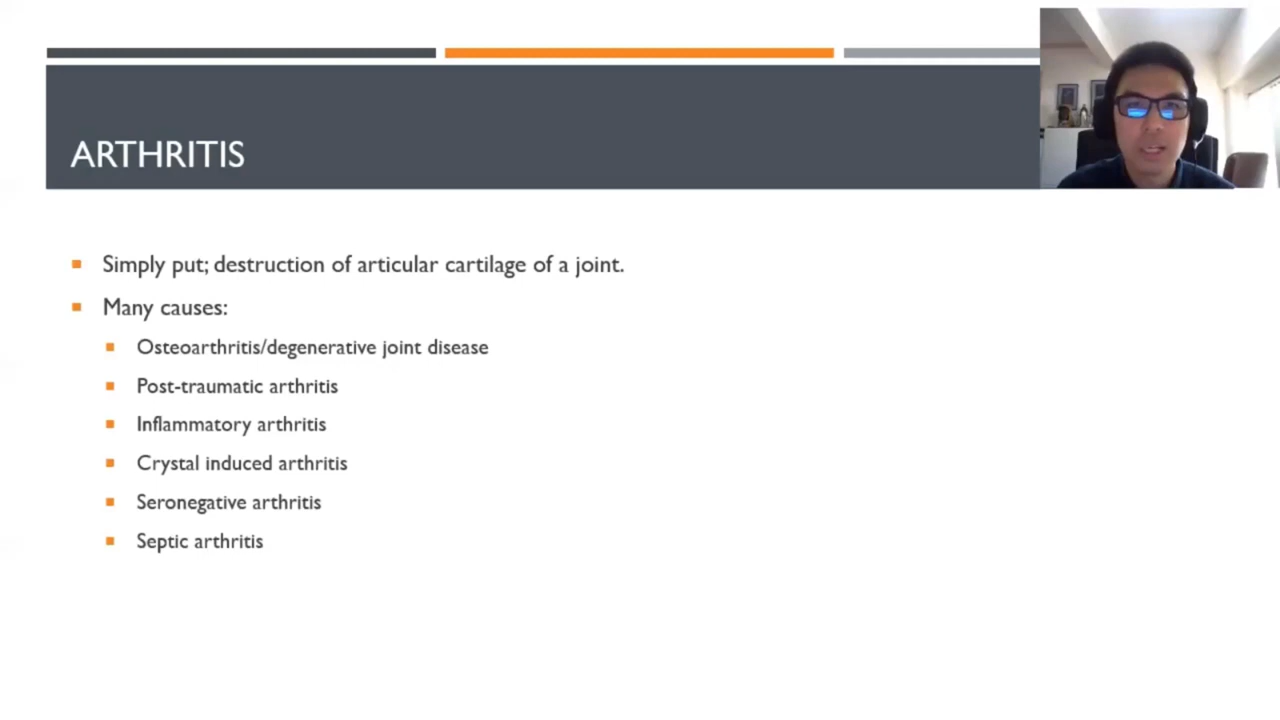 ARTHRITIS
Simply put; destruction of articular cartilage of a joint.
Many causes:
Osteoarthritis/degenerative joint disease
Post-traumatic arthritis
Inflammatory arthritis
Crystal induced arthritis
Seronegative arthritis
Septic arthritis